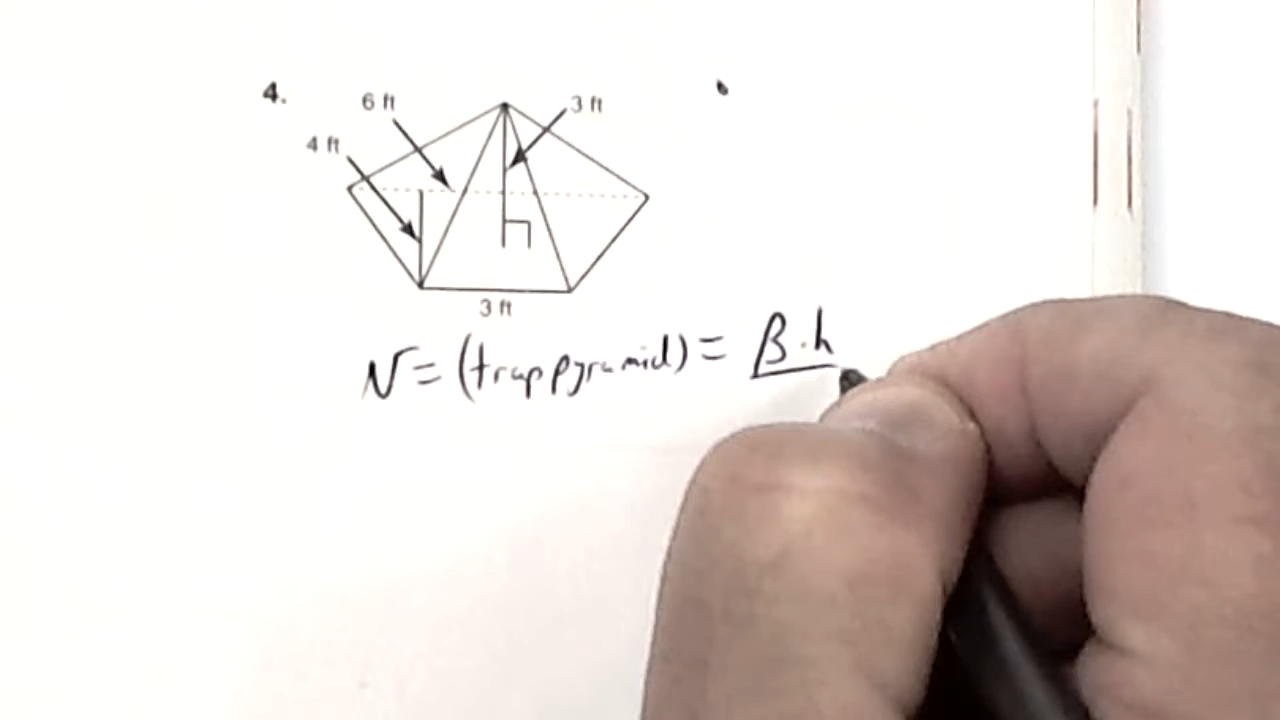 4.
6 ft
3 ft
4 ft
3 ft
V = (trap pyramid) = B·h